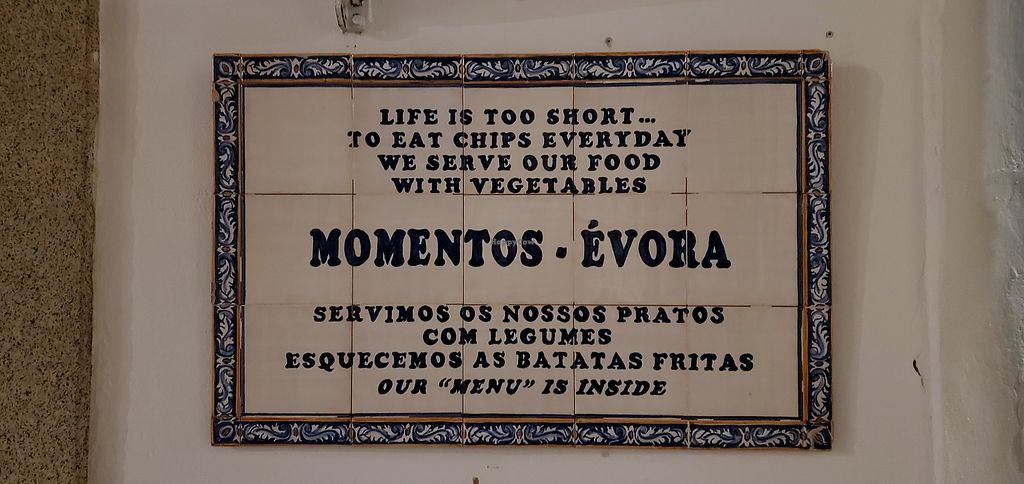 LIFE IS TOO SHORT...
TO EAT CHIPS EVERYDAY
WE SERVE OUR FOOD
WITH VEGETABLES
MOMENTOS - ÉVORA
SERVIMOS OS NOSSOS PRATOS
COM LEGUMES
ESQUECEMOS AS BATATAS FRITAS
OUR "MENU" IS INSIDE